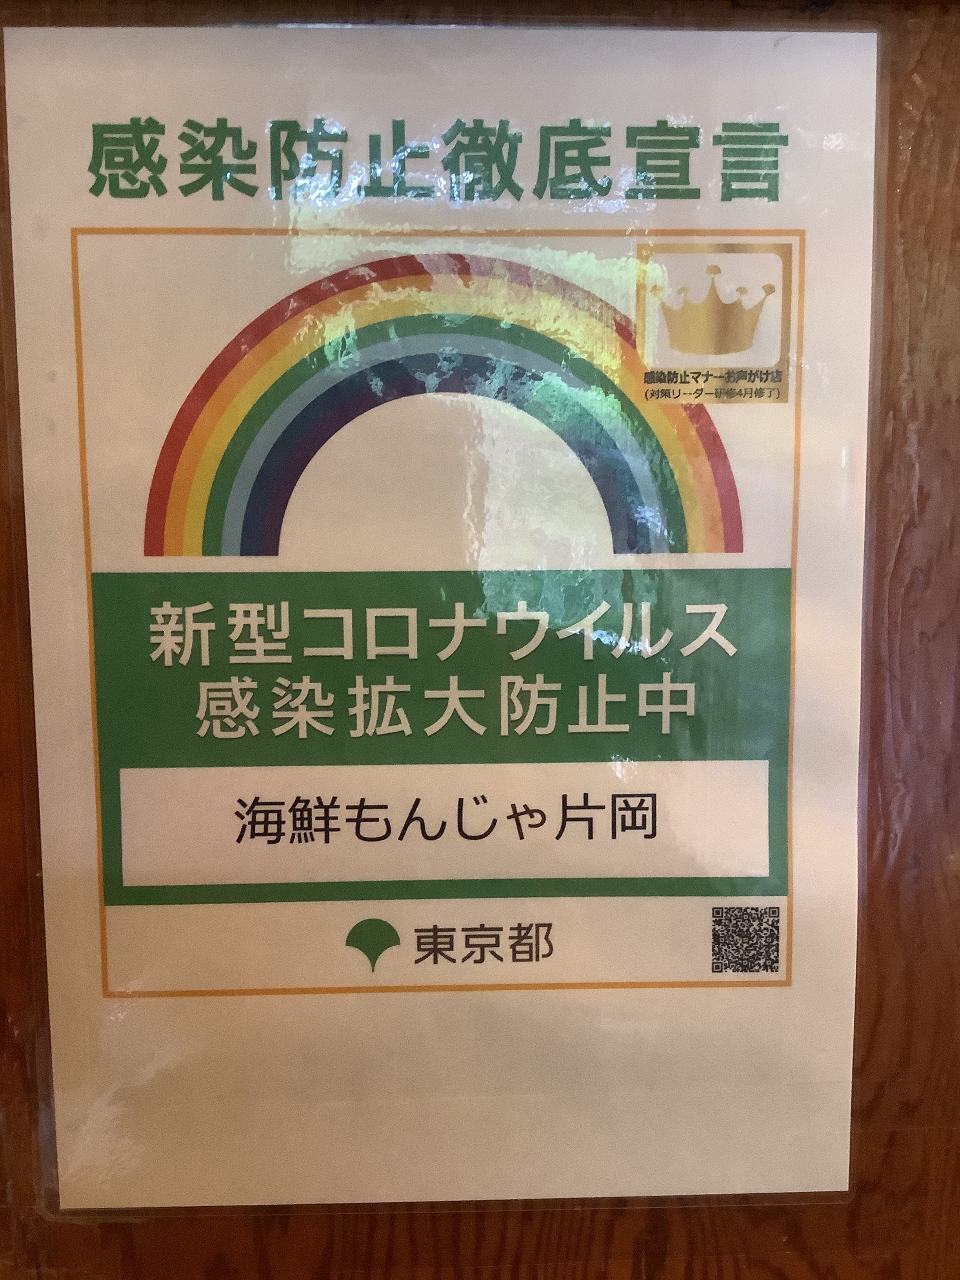 感染防止徹底宣言
感染防止マナーお声がけ店
(対策リーダー研修4月修了)
新型コロナウイルス
感染拡大防止中
海鮮もんじゃ片岡
東京都